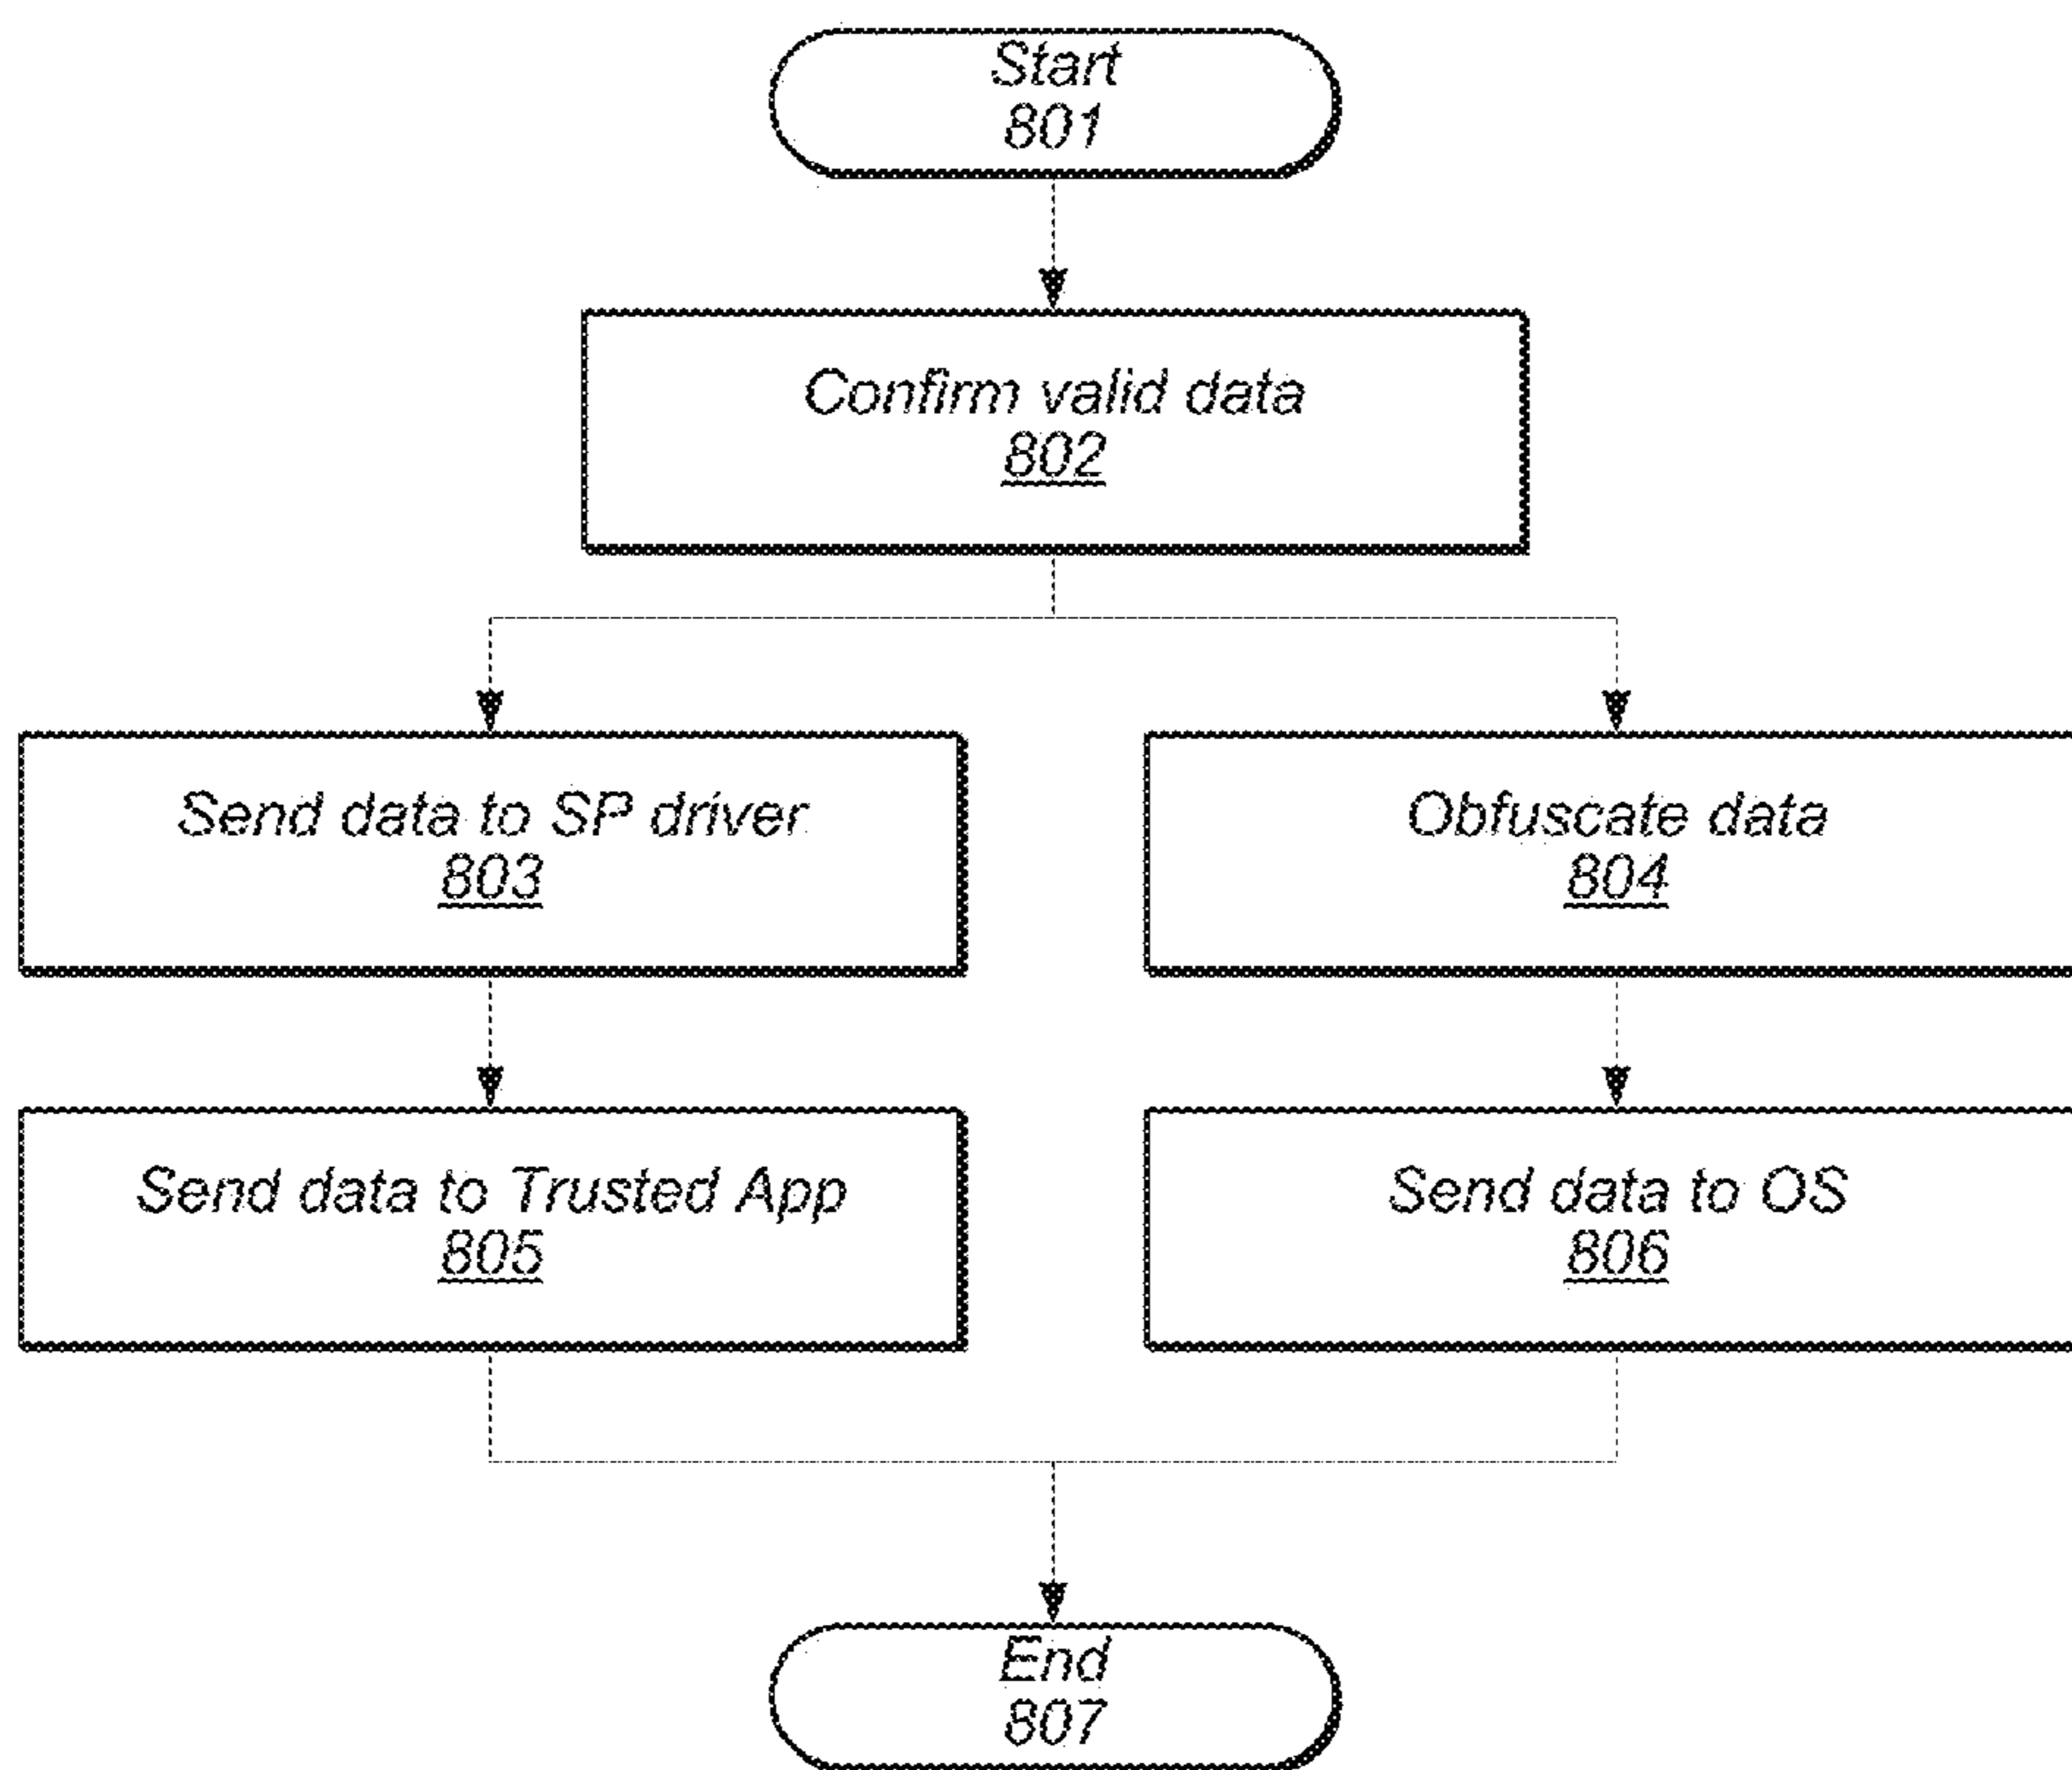 Start
801
Confirm valid data
802
Send data to SP driver
803
Obfuscate data
804
Send data to Trusted App
805
Send data to OS
806
End
807